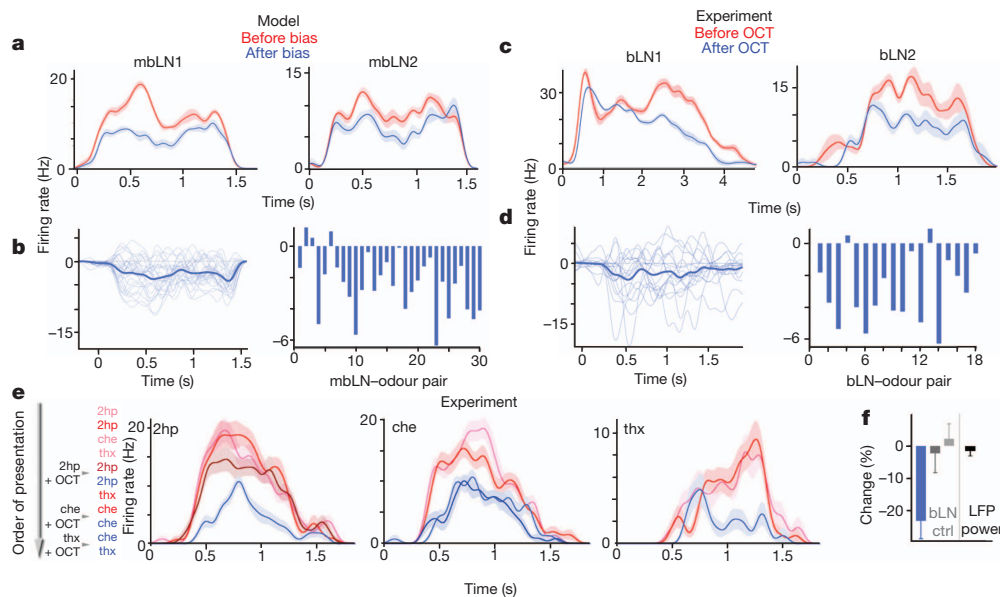 a
Model
Before bias
After bias
mbLN1
mbLN2
20
0
15
0
0 0.5 1 1.5
0 0.5 1 1.5
Time (s)
Firing rate (Hz)
c
Experiment
Before OCT
After OCT
bLN1
bLN2
30
0
15
0
0 1 2 3 4
0 0.5 1 1.5
Time (s)
Firing rate (Hz)
b
0
−15
0 0.5 1 1.5
Time (s)
−6
10 20 30
mbLN–odour pair
d
0
−15
0 0.5 1 1.5
Time (s)
0
−6
0 6 12 18
bLN–odour pair
e
Experiment
Order of presentation
2hp
2hp
che
thx
2hp
2hp
thx
che
che
che
thx
2hp
+ OCT
che
+ OCT
thx
+ OCT
Firing rate (Hz)
20
0
2hp
0 0.5 1 1.5
20
0
che
0 0.5 1 1.5
10
0
thx
0 0.5 1 1.5
Time (s)
f
Change (%)
0
−20
bLN
ctrl
LFP
power